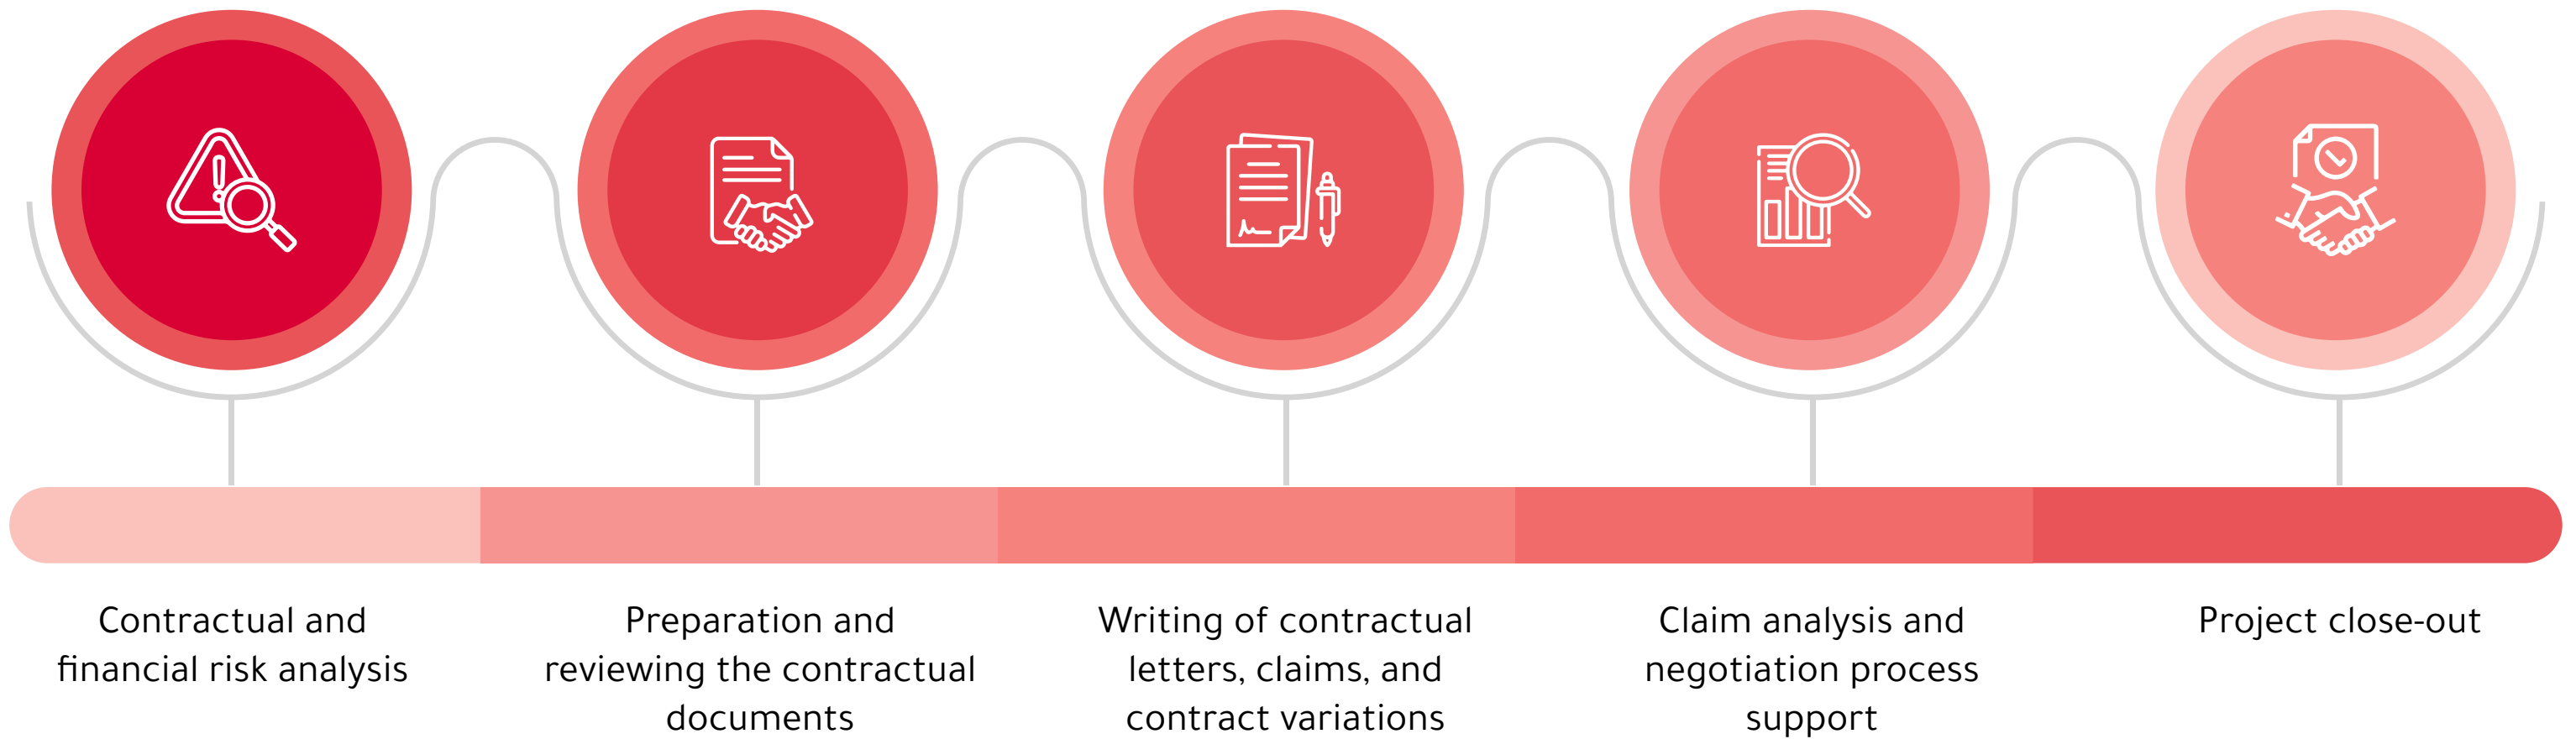 Contractual and
financial risk analysis
Preparation and
reviewing the contractual
documents
Writing of contractual
letters, claims, and
contract variations
Claim analysis and
negotiation process
support
Project close-out